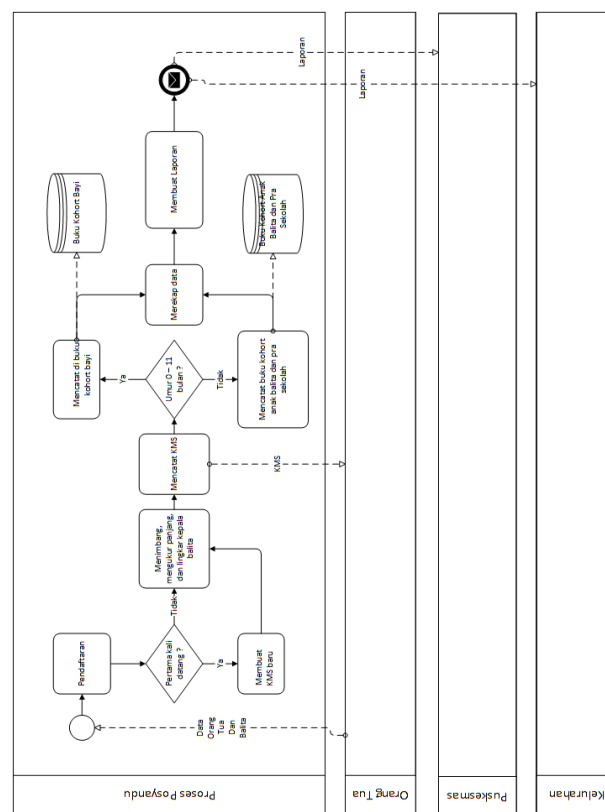 Proses Posyandu
Data
Orang
Tua
Dan
Balita
Pendaftaran
Pertama kali
datang ?
Ya
Tidak
Membuat
KMS baru
Menimbang,
mengukur panjang,
dan lingkar kepala
balita
Mencatat KMS
KMS
Umur 0 – 11
bulan ?
Ya
Tidak
Mencatat di buku
kohort bayi
Mencatat buku kohort
anak balita dan pra
sekolah
Buku Kohort Bayi
Buku Kohort Anak
Balita dan Pra
Sekolah
Merekap data
Membuat Laporan
Laporan
Laporan
Orang Tua
Puskesmas
Kelurahan